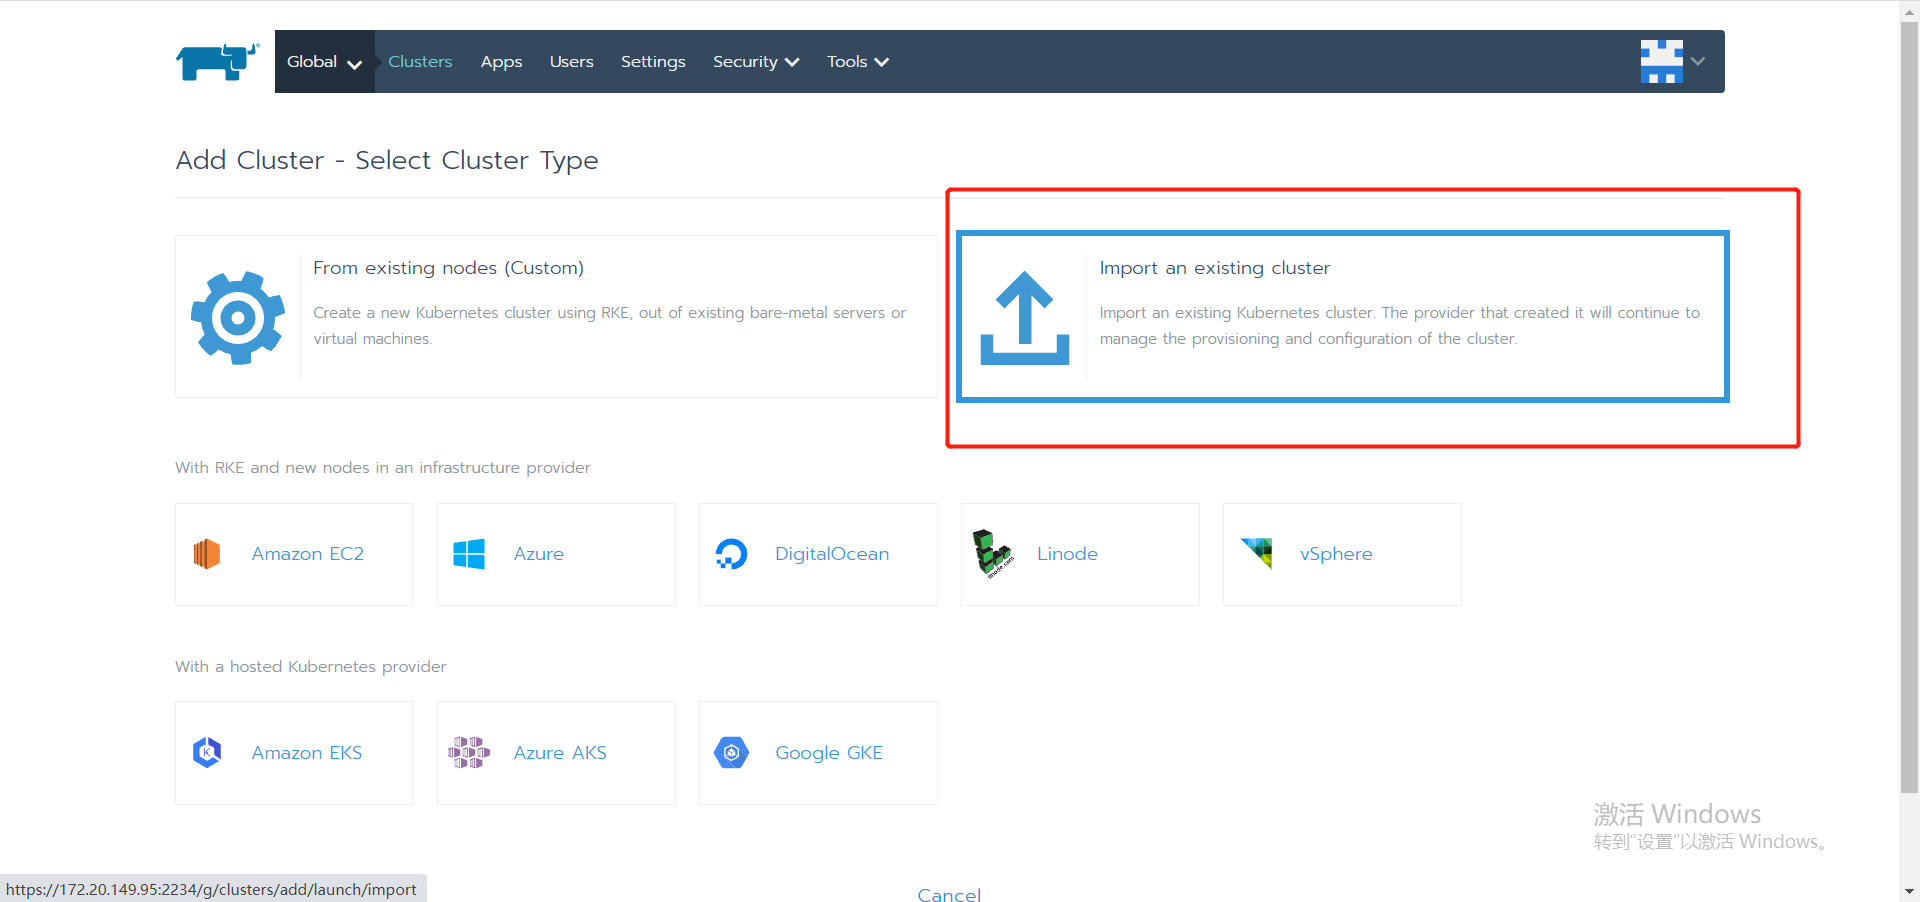 Global Clusters Apps Users Settings Security Tools
Add Cluster - Select Cluster Type
From existing nodes (Custom)
Create a new Kubernetes cluster using RKE, out of existing bare-metal servers or
virtual machines.
Import an existing cluster
Import an existing Kubernetes cluster. The provider that created it will continue to
manage the provisioning and configuration of the cluster.
With RKE and new nodes in an infrastructure provider
Amazon EC2
Azure
DigitalOcean
linode.com
Linode
vSphere
With a hosted Kubernetes provider
K
Amazon EKS
Azure AKS
Google GKE
激活 Windows
转到“设置”以激活 Windows。
https://172.20.149.95:2234/g/clusters/add/launch/import
Cancel